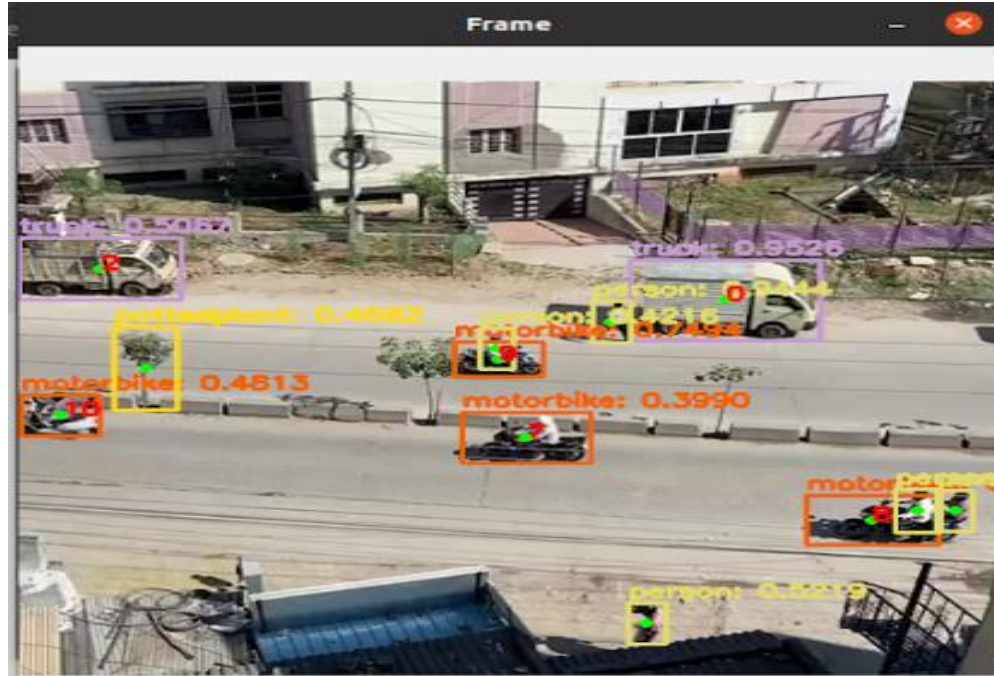 Frame
truck: 0.5067
2
truck: 0.9526
0
person: 0.9444
pottedplant: 0.4882
person: 0.4216
motorbike: 0.7494
9
motorbike: 0.4813
10
motorbike: 0.3990
7
8
person: 0.5219